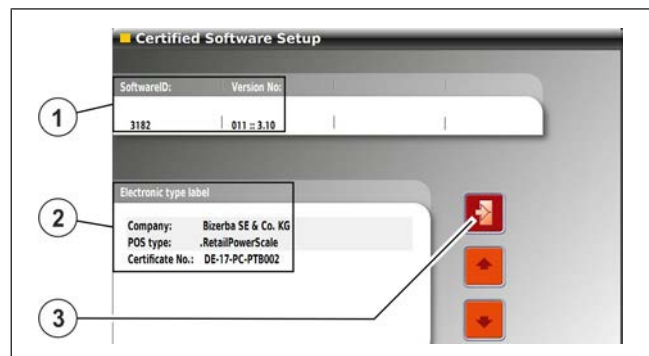 Certified Software Setup
SoftwareID: Version No:
1
3182 011 :: 3.10
Electronic type label
2
Company: Bizerba SE & Co. KG
POS type: .RetailPowerScale
Certificate No.: DE-17-PC-PTB002
3